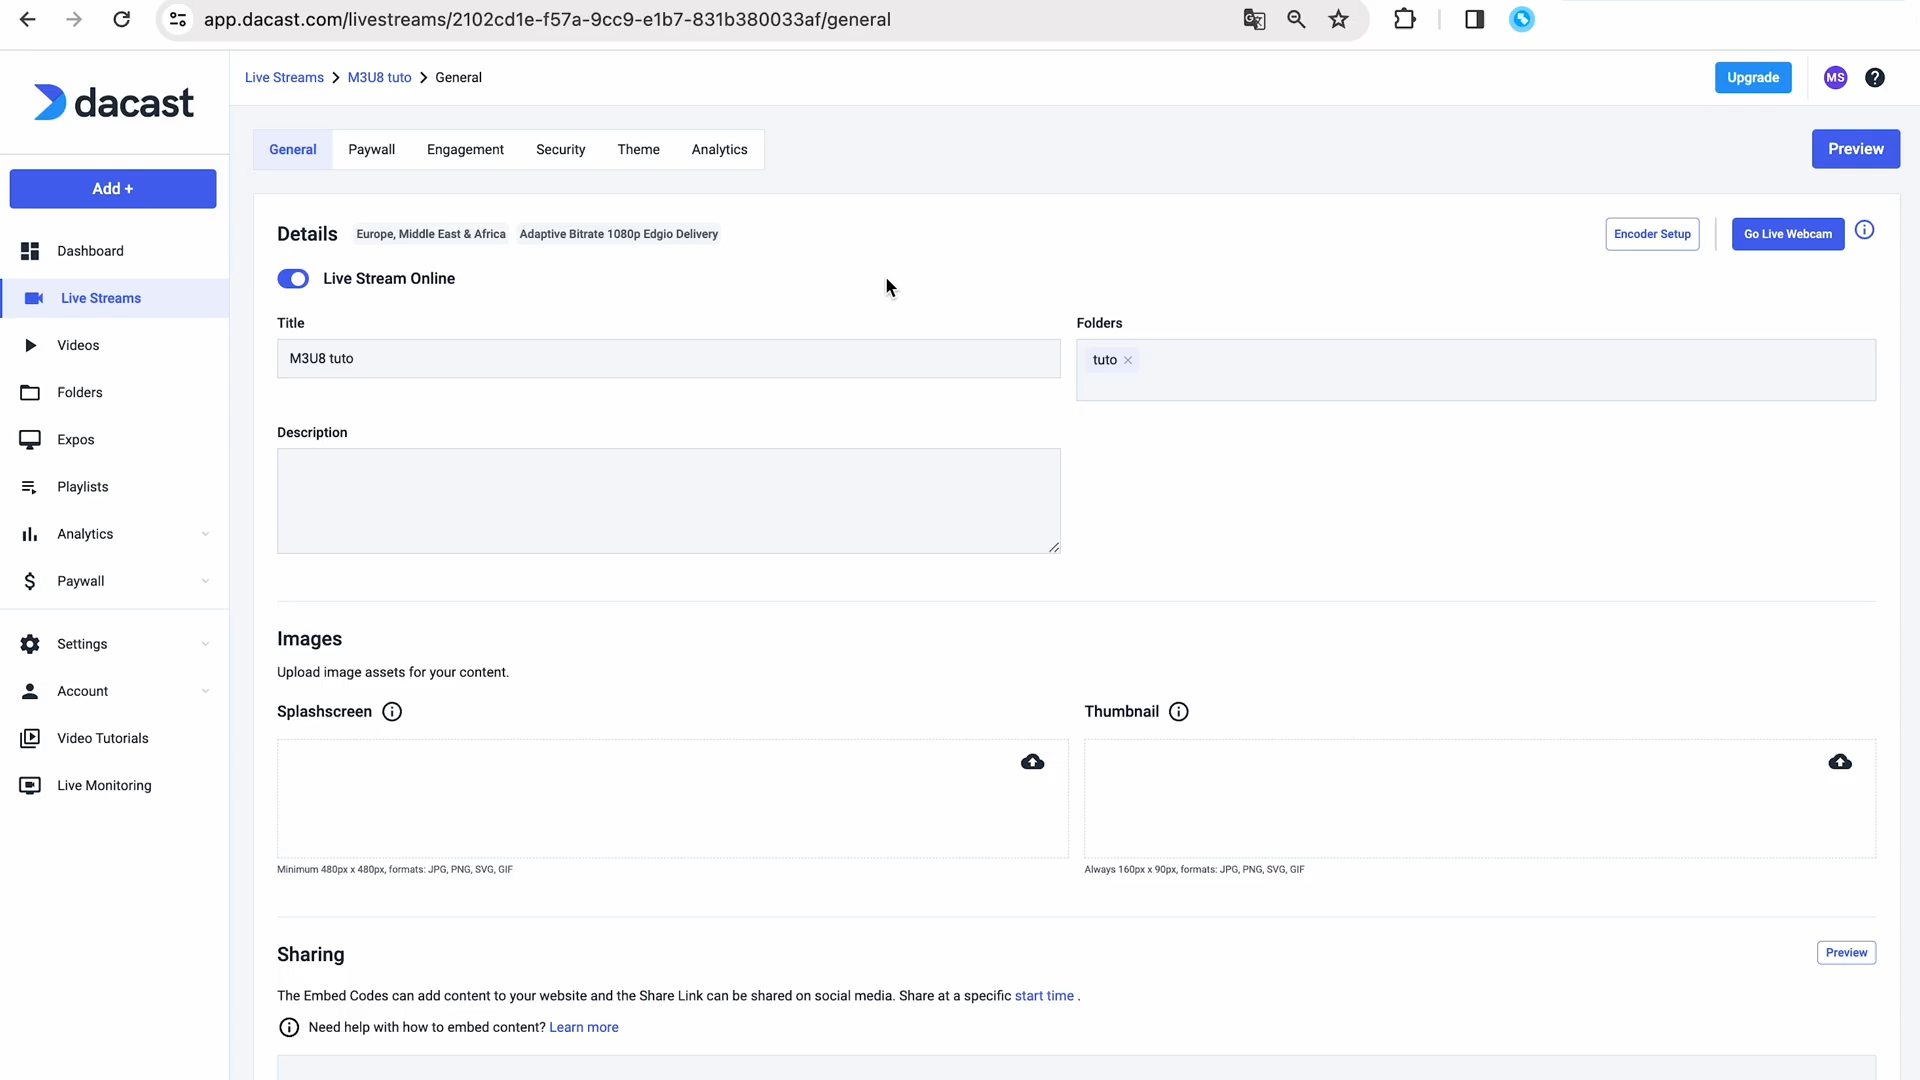 app.dacast.com/livestreams/2102cd1e-f57a-9cc9-e1b7-831b380033af/general
dacast
Live Streams > M3U8 tuto > General
Upgrade
MS
?
Add +
Dashboard
Live Streams
Videos
Folders
Expos
Playlists
Analytics
Paywall
Settings
Account
Video Tutorials
Live Monitoring
General
Paywall
Engagement
Security
Theme
Analytics
Preview
Details
Europe, Middle East & Africa
Adaptive Bitrate 1080p Edgio Delivery
Encoder Setup
Go Live Webcam
Live Stream Online
Title
M3U8 tuto
Folders
tuto ×
Description
Images
Upload image assets for your content.
Splashscreen
Minimum 480px x 480px, formats: JPG, PNG, SVG, GIF
Thumbnail
Always 160px x 90px, formats: JPG, PNG, SVG, GIF
Sharing
Preview
The Embed Codes can add content to your website and the Share Link can be shared on social media. Share at a specific start time .
Need help with how to embed content? Learn more